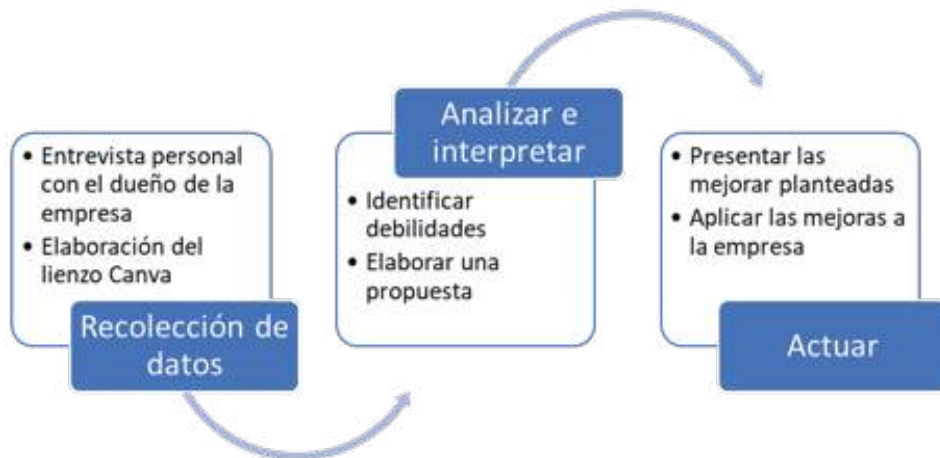 • Entrevista personal
con el dueño de la
empresa
• Elaboración del
lienzo Canva
Recolección de
datos
Analizar e
interpretar
• Identificar
debilidades
• Elaborar una
propuesta
• Presentar las
mejorar planteadas
• Aplicar las mejoras a
la empresa
Actuar